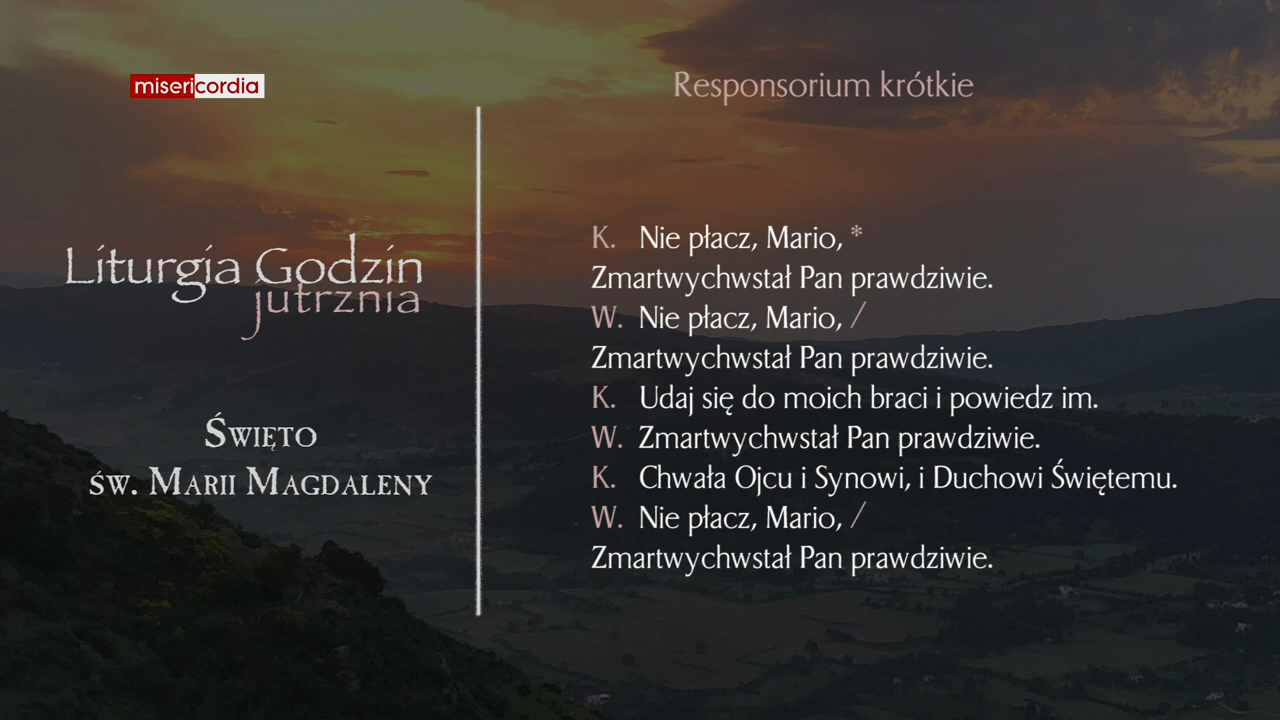 misericordia
Liturgia Godzin
jutrznia
Święto
św. Marii Magdaleny
Responsorium krótkie
K. Nie płacz, Mario, *
Zmartwychwstał Pan prawdziwie.
W. Nie płacz, Mario, /
Zmartwychwstał Pan prawdziwie.
K. Udaj się do moich braci i powiedz im.
W. Zmartwychwstał Pan prawdziwie.
K. Chwała Ojcu i Synowi, i Duchowi Świętemu.
W. Nie płacz, Mario, /
Zmartwychwstał Pan prawdziwie.